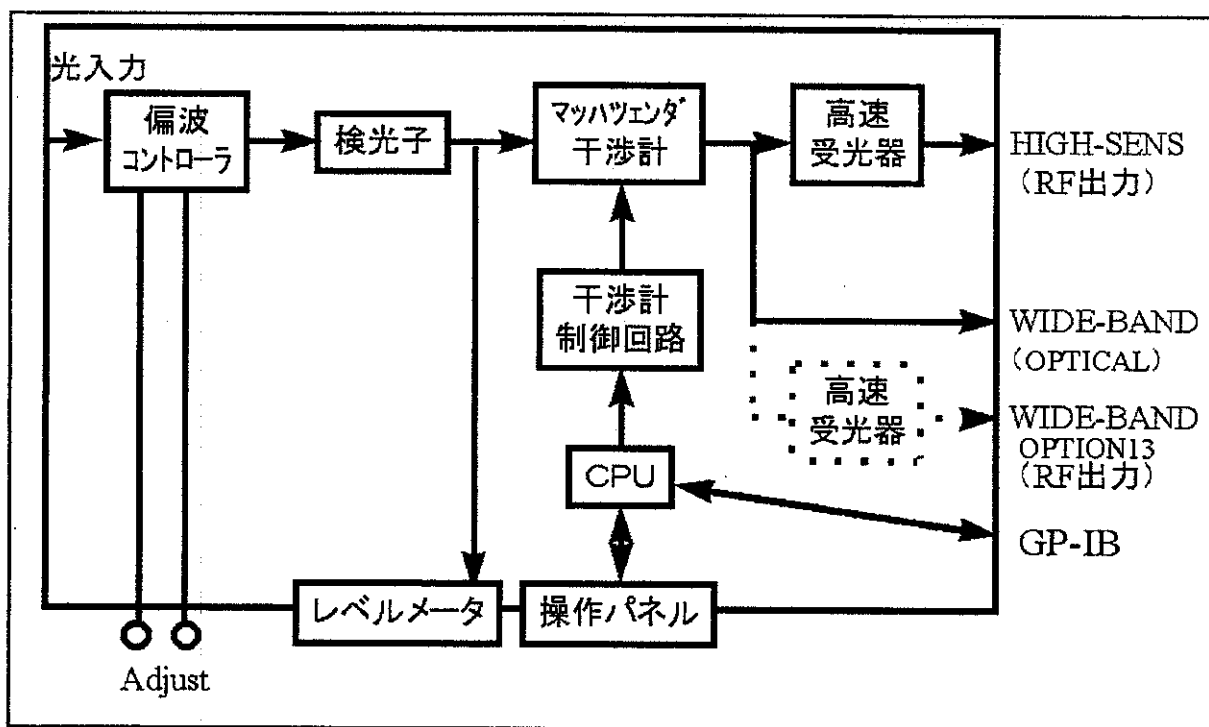 光入力
偏波
コントローラ
検光子
マッハツェンダ
干渉計
高速
受光器
HIGH-SENS
（RF出力）
干渉計
制御回路
WIDE-BAND
（OPTICAL）
高速
受光器
WIDE-BAND
OPTION13
（RF出力）
CPU
GP-IB
レベルメータ
操作パネル
Adjust